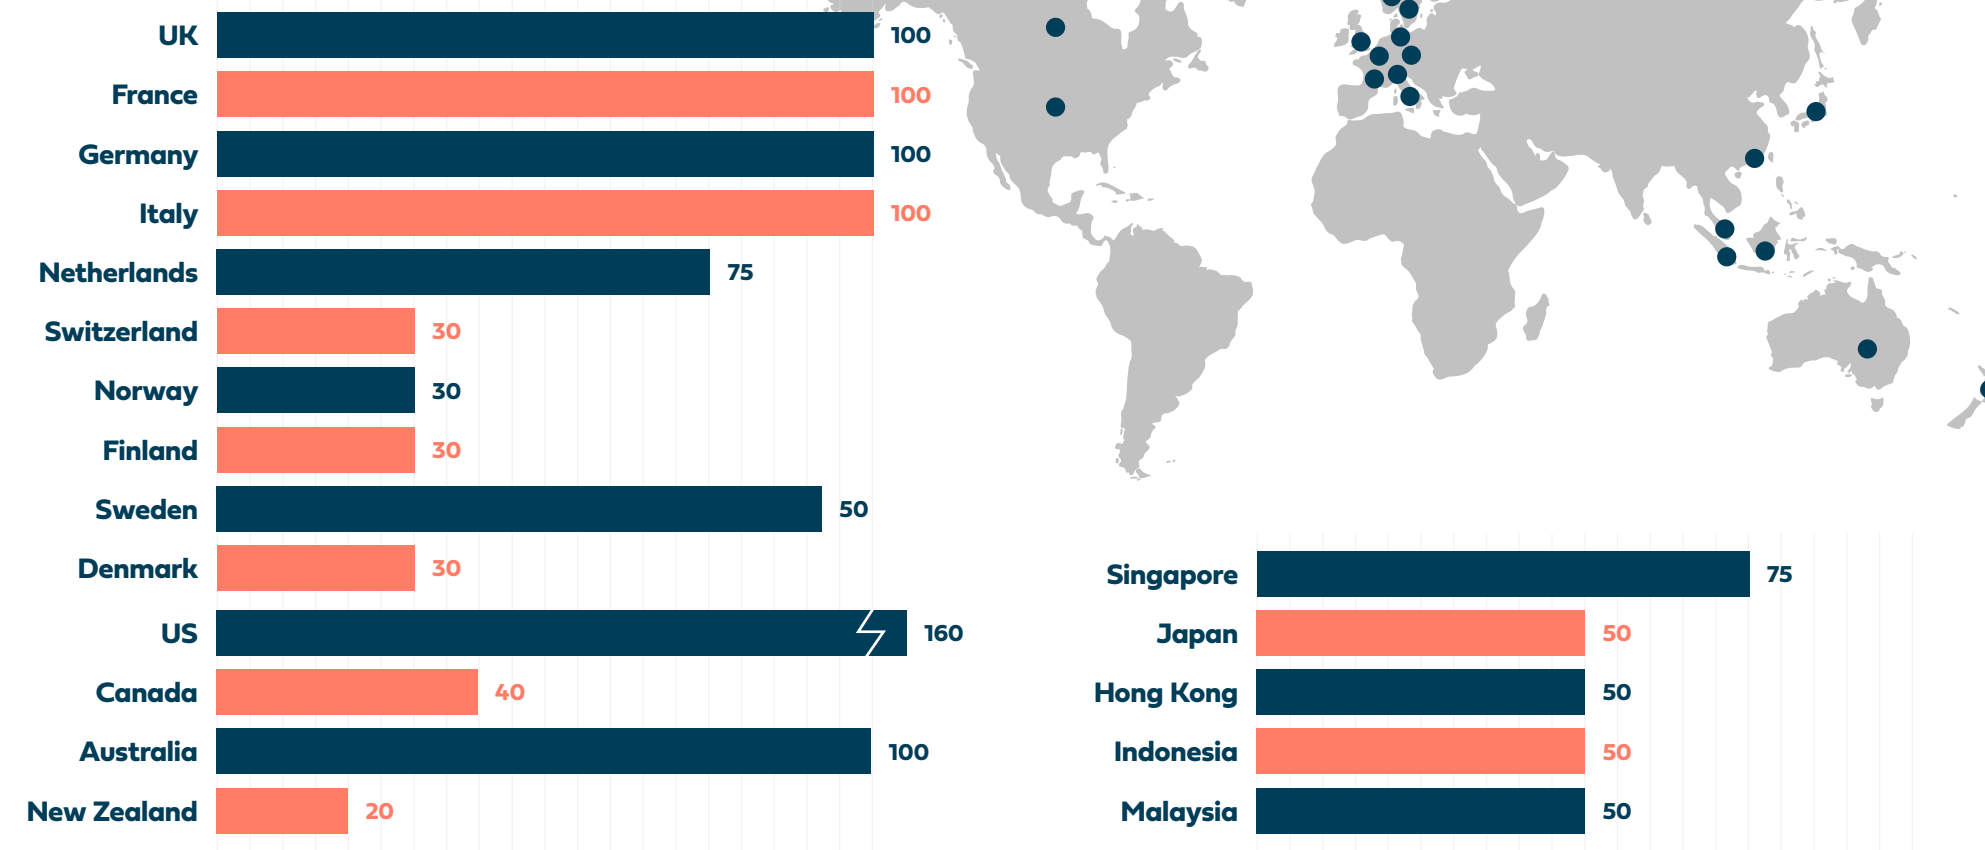 UK 100
France 100
Germany 100
Italy 100
Netherlands 75
Switzerland 30
Norway 30
Finland 30
Sweden 50
Denmark 30
US 160
Canada 40
Australia 100
New Zealand 20
Singapore 75
Japan 50
Hong Kong 50
Indonesia 50
Malaysia 50